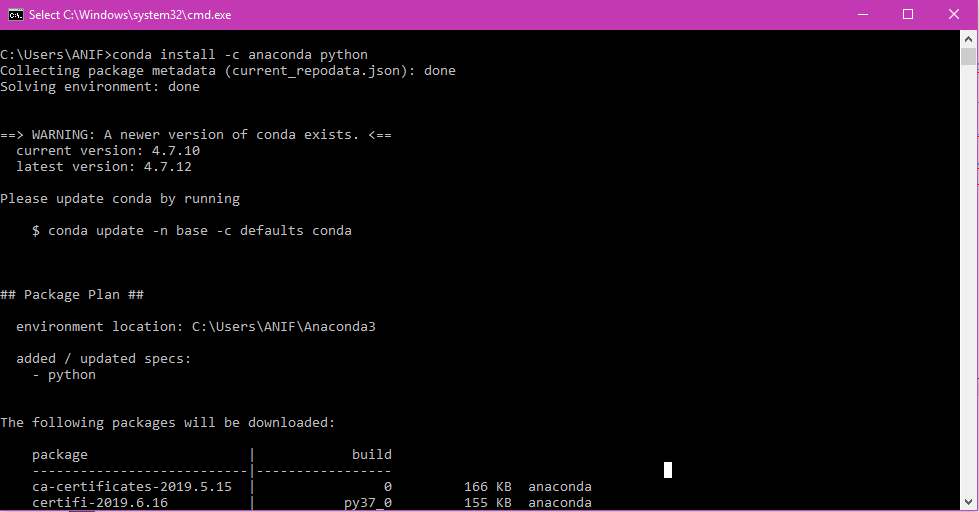 Select C:\Windows\system32\cmd.exe
C:\Users\ANIF>conda install -c anaconda python
Collecting package metadata (current_repodata.json): done
Solving environment: done
==> WARNING: A newer version of conda exists. <==
current version: 4.7.10
latest version: 4.7.12
Please update conda by running
$ conda update -n base -c defaults conda
## Package Plan ##
environment location: C:\Users\ANIF\Anaconda3
added / updated specs:
- python
The following packages will be downloaded:
package | build
---------------------------|-----------------
ca-certificates-2019.5.15 | 0 166 KB anaconda
certifi-2019.6.16 | py37_0 155 KB anaconda